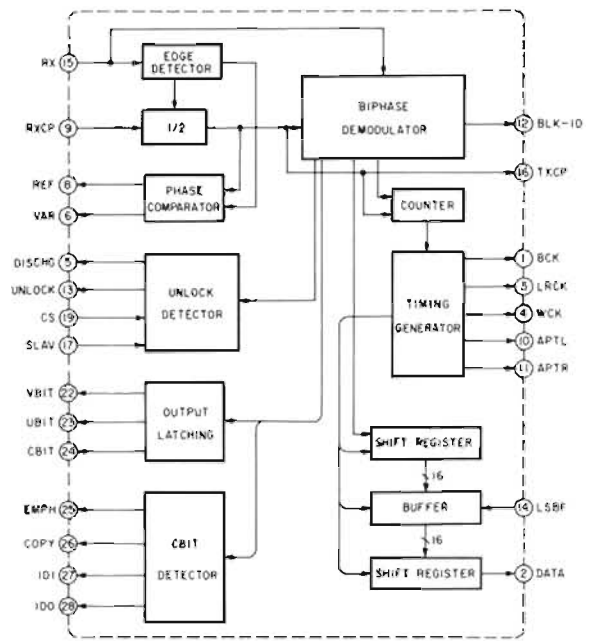 RX 15
EDGE
DETECTOR
RXCP 9
1/2
BIPHASE
DEMODULATOR
12 BLK-ID
16 TXCP
REF 8
VAR 6
PHASE
COMPARATOR
COUNTER
DISCHG 5
UNLOCK 13
CS 19
SLAV 17
UNLOCK
DETECTOR
TIMING
GENERATOR
1 BCK
3 LRCK
4 WCK
10 APTL
11 APTR
VBIT 22
UBIT 23
CBIT 24
OUTPUT
LATCHING
SHIFT REGISTER
16
BUFFER
14 LSBF
16
SHIFT REGISTER
2 DATA
EMPH 25
COPY 26
ID1 27
ID0 28
CBIT
DETECTOR